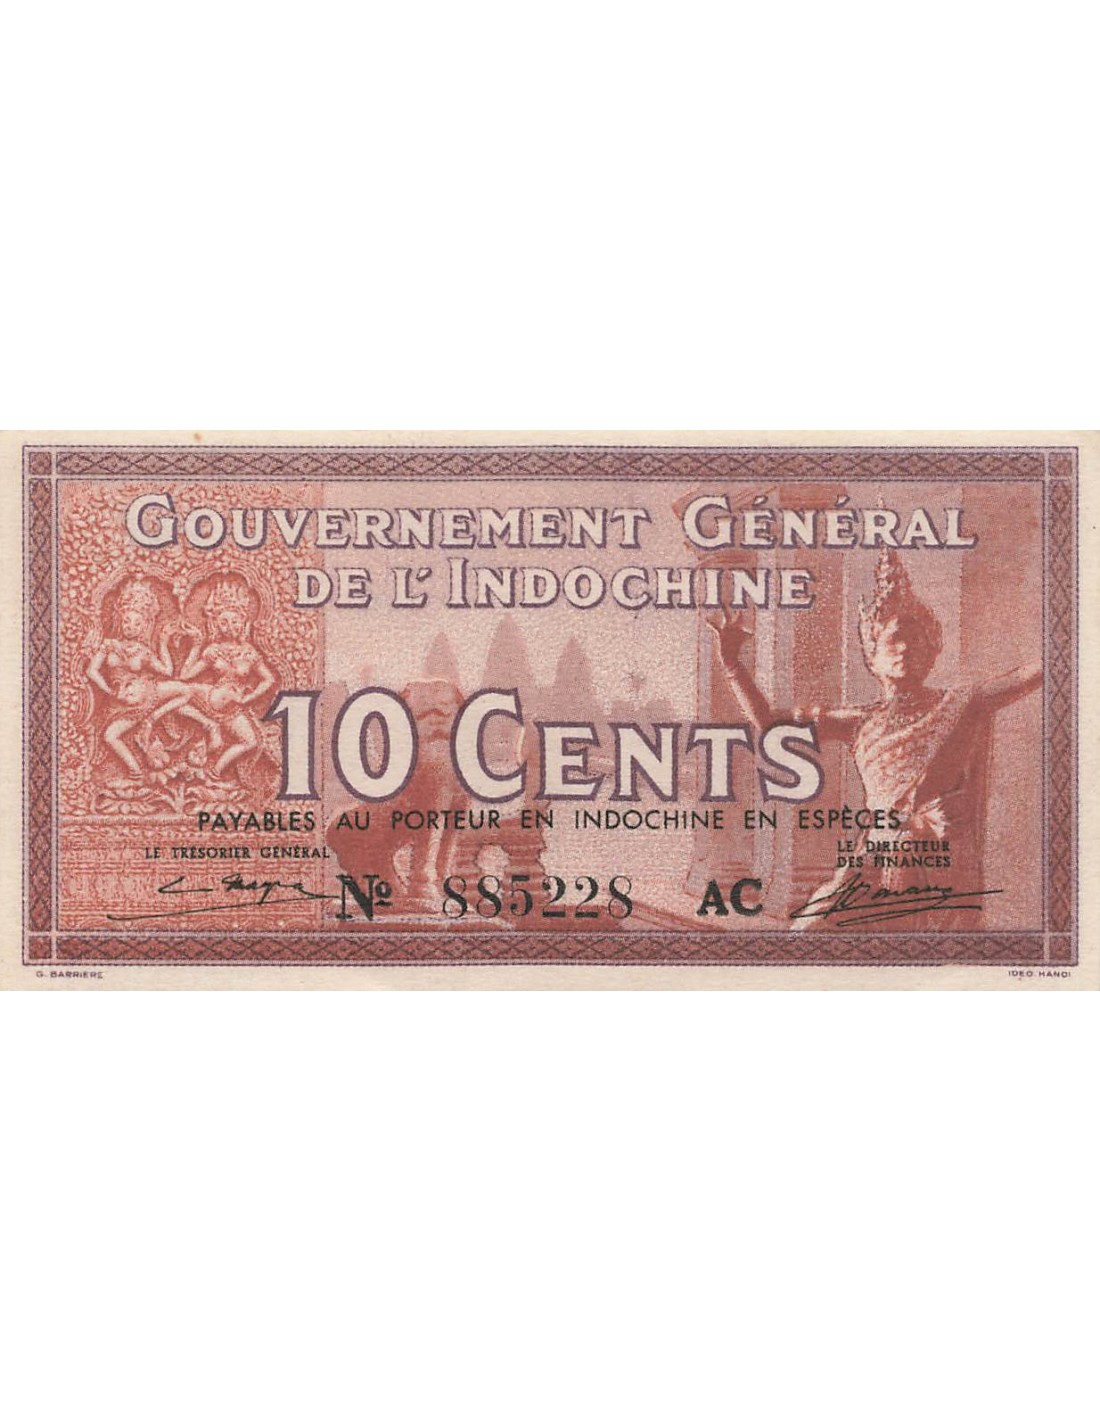 GOUVERNEMENT GÉNÉRAL
DE L'INDOCHINE
10 CENTS
PAYABLES AU PORTEUR EN INDOCHINE EN ESPÈCES
LE TRÉSORIER GÉNÉRAL
LE DIRECTEUR
DES FINANCES
Nº 885228 AC
G. BARRIERE
IDEO. HANOI